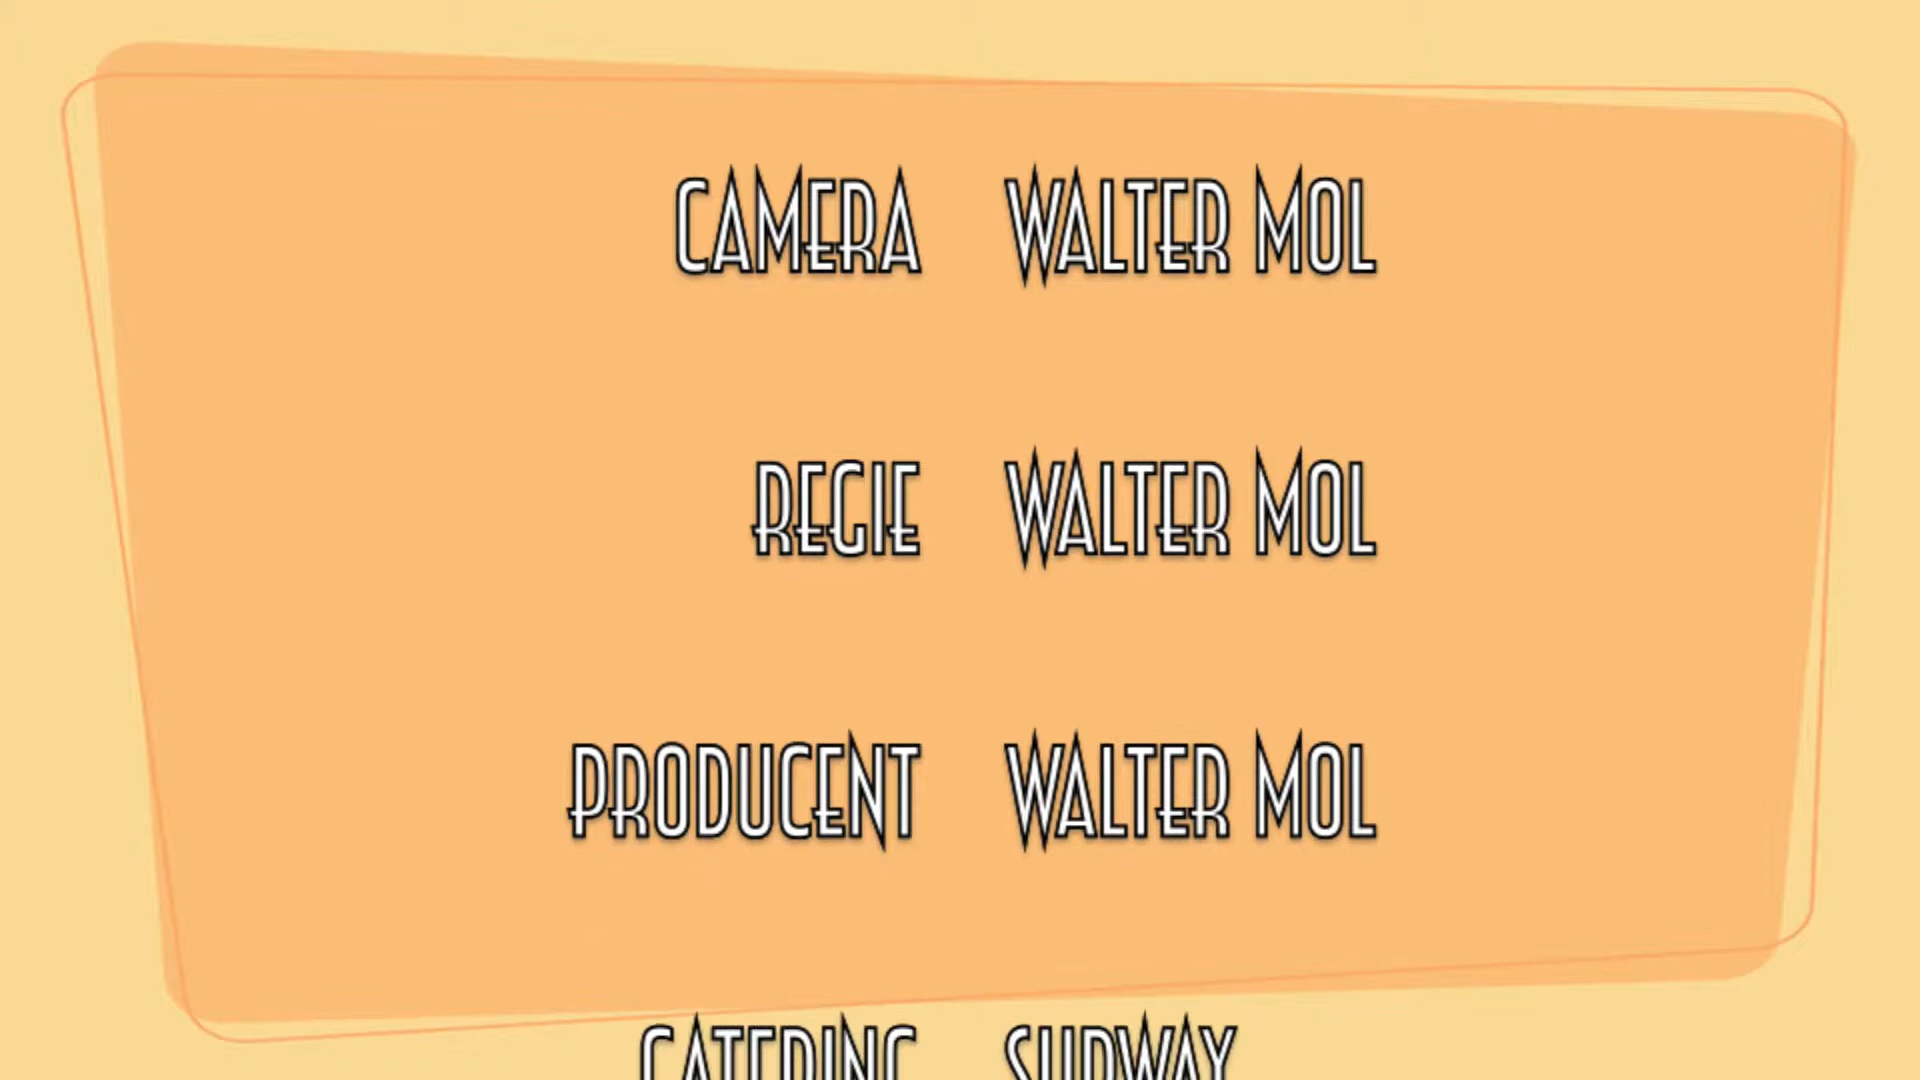 CAMERA WALTER MOL
REGIE WALTER MOL
PRODUCENT WALTER MOL
CATERING SUBWAY